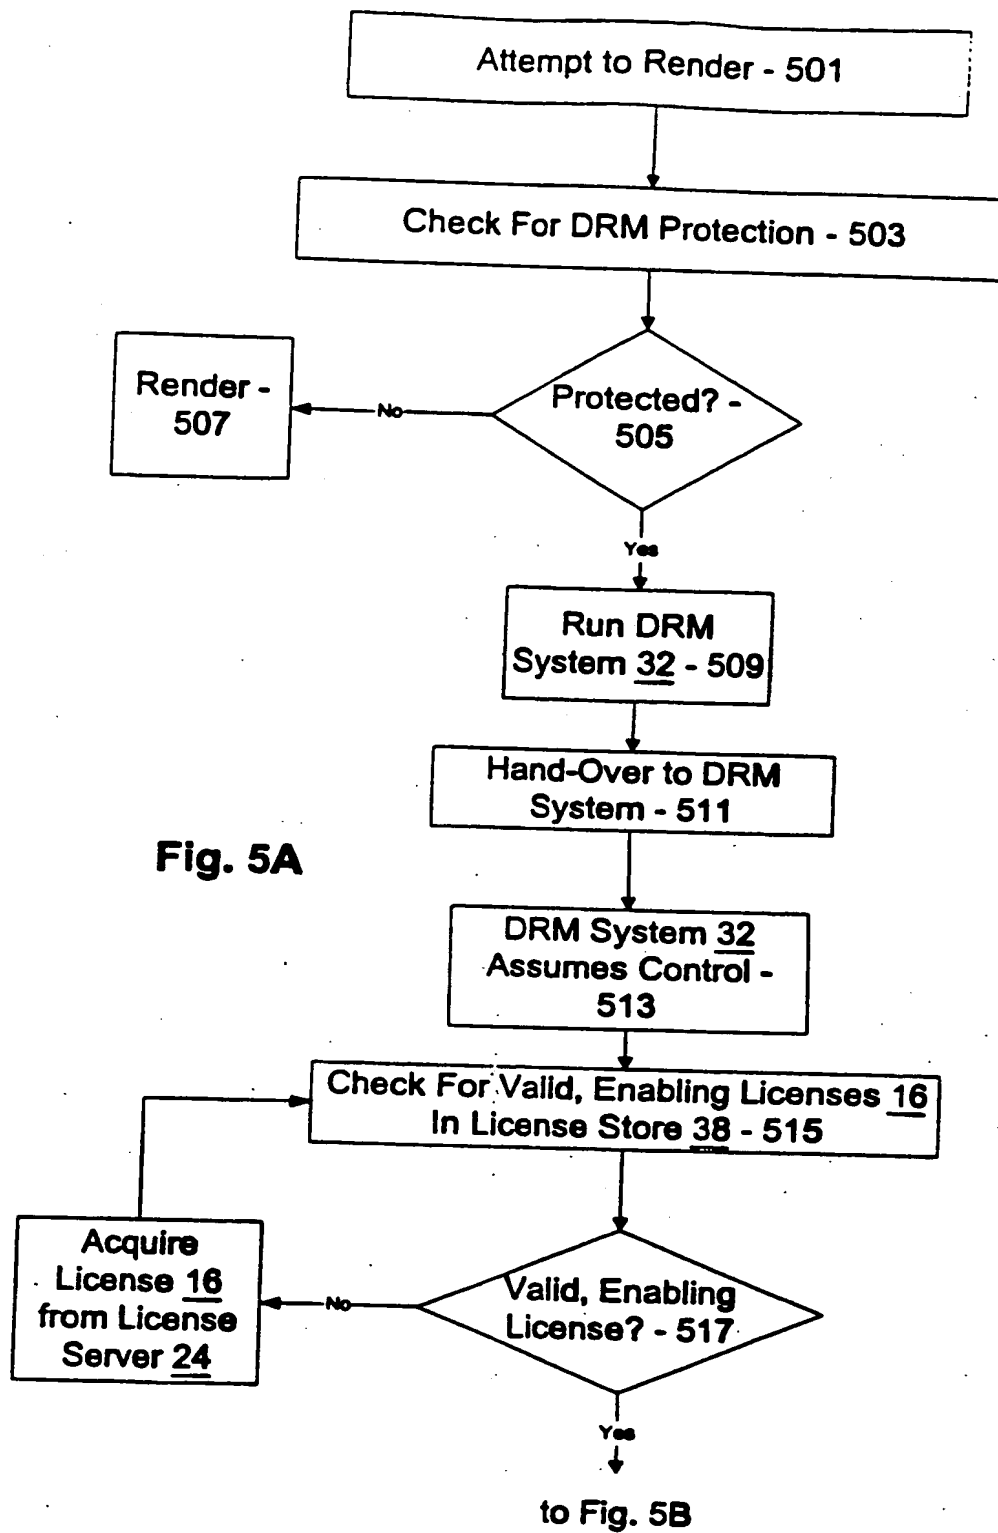 Attempt to Render - 501
Check For DRM Protection - 503
Protected? -
505
No
Render -
507
Yes
Run DRM
System 32 - 509
Hand-Over to DRM
System - 511
Fig. 5A
DRM System 32
Assumes Control -
513
Check For Valid, Enabling Licenses 16
In License Store 38 - 515
Valid, Enabling
License? - 517
No
Acquire
License 16
from License
Server 24
Yes
to Fig. 5B